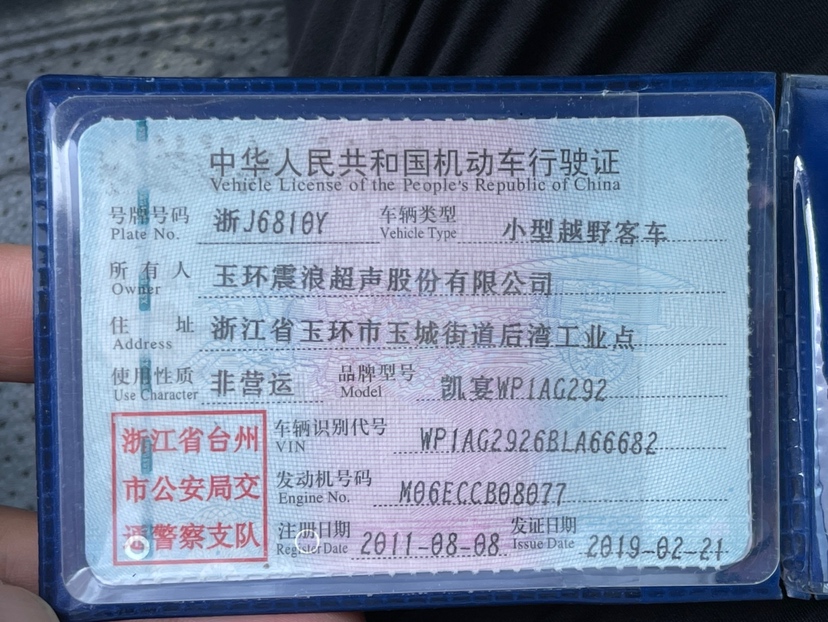 中华人民共和国机动车行驶证
Vehicle License of the People's Republic of China
号牌号码 浙J6810Y 车辆类型 小型越野客车
Plate No. Vehicle Type
所有人 玉环震浪超声股份有限公司
Owner
住址 浙江省玉环市玉城街道后湾工业点
Address
使用性质 非营运 品牌型号 凯宴WP1AG292
Use Character Model
浙江省台州
市公安局交
通警察支队
车辆识别代号 WP1AG2926BLA66682
VIN
发动机号码 M06ECCB08077
Engine No.
注册日期 2011-08-08 发证日期 2019-02-21
Register Date Issue Date